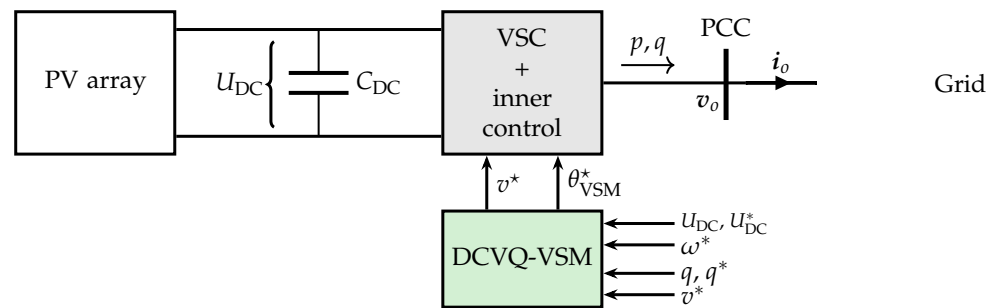 PV array
U_DC
C_DC
VSC
+
inner
control
p, q
PCC
v_o
i_o
Grid
v⋆
θ⋆_VSM
DCVQ-VSM
U_DC, U*_DC
ω*
q, q*
v*